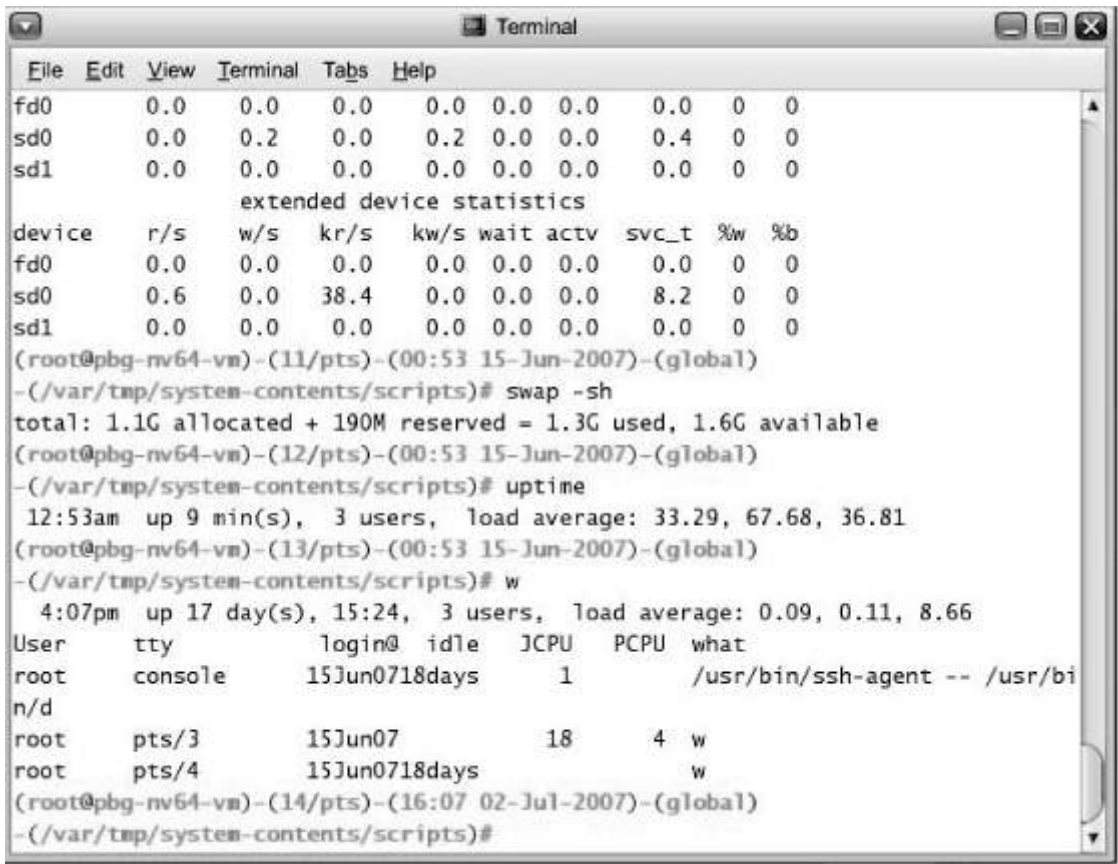 Terminal
File Edit View Terminal Tabs Help
fd0 0.0 0.0 0.0 0.0 0.0 0.0 0.0 0 0
sd0 0.0 0.2 0.0 0.2 0.0 0.0 0.4 0 0
sd1 0.0 0.0 0.0 0.0 0.0 0.0 0.0 0 0
extended device statistics
device r/s w/s kr/s kw/s wait actv svc_t %w %b
fd0 0.0 0.0 0.0 0.0 0.0 0.0 0.0 0 0
sd0 0.6 0.0 38.4 0.0 0.0 0.0 8.2 0 0
sd1 0.0 0.0 0.0 0.0 0.0 0.0 0.0 0 0
(root@pbg-nv64-vm)-(11/pts)-(00:53 15-Jun-2007)-(global)
-(/var/tmp/system-contents/scripts)# swap -sh
total: 1.1G allocated + 190M reserved = 1.3G used, 1.6G available
(root@pbg-nv64-vm)-(12/pts)-(00:53 15-Jun-2007)-(global)
-(/var/tmp/system-contents/scripts)# uptime
12:53am up 9 min(s), 3 users, load average: 33.29, 67.68, 36.81
(root@pbg-nv64-vm)-(13/pts)-(00:53 15-Jun-2007)-(global)
-(/var/tmp/system-contents/scripts)# w
4:07pm up 17 day(s), 15:24, 3 users, load average: 0.09, 0.11, 8.66
User tty login@ idle JCPU PCPU what
root console 15Jun0718days 1 /usr/bin/ssh-agent -- /usr/bi
n/d
root pts/3 15Jun07 18 4 w
root pts/4 15Jun0718days w
(root@pbg-nv64-vm)-(14/pts)-(16:07 02-Jul-2007)-(global)
-(/var/tmp/system-contents/scripts)#